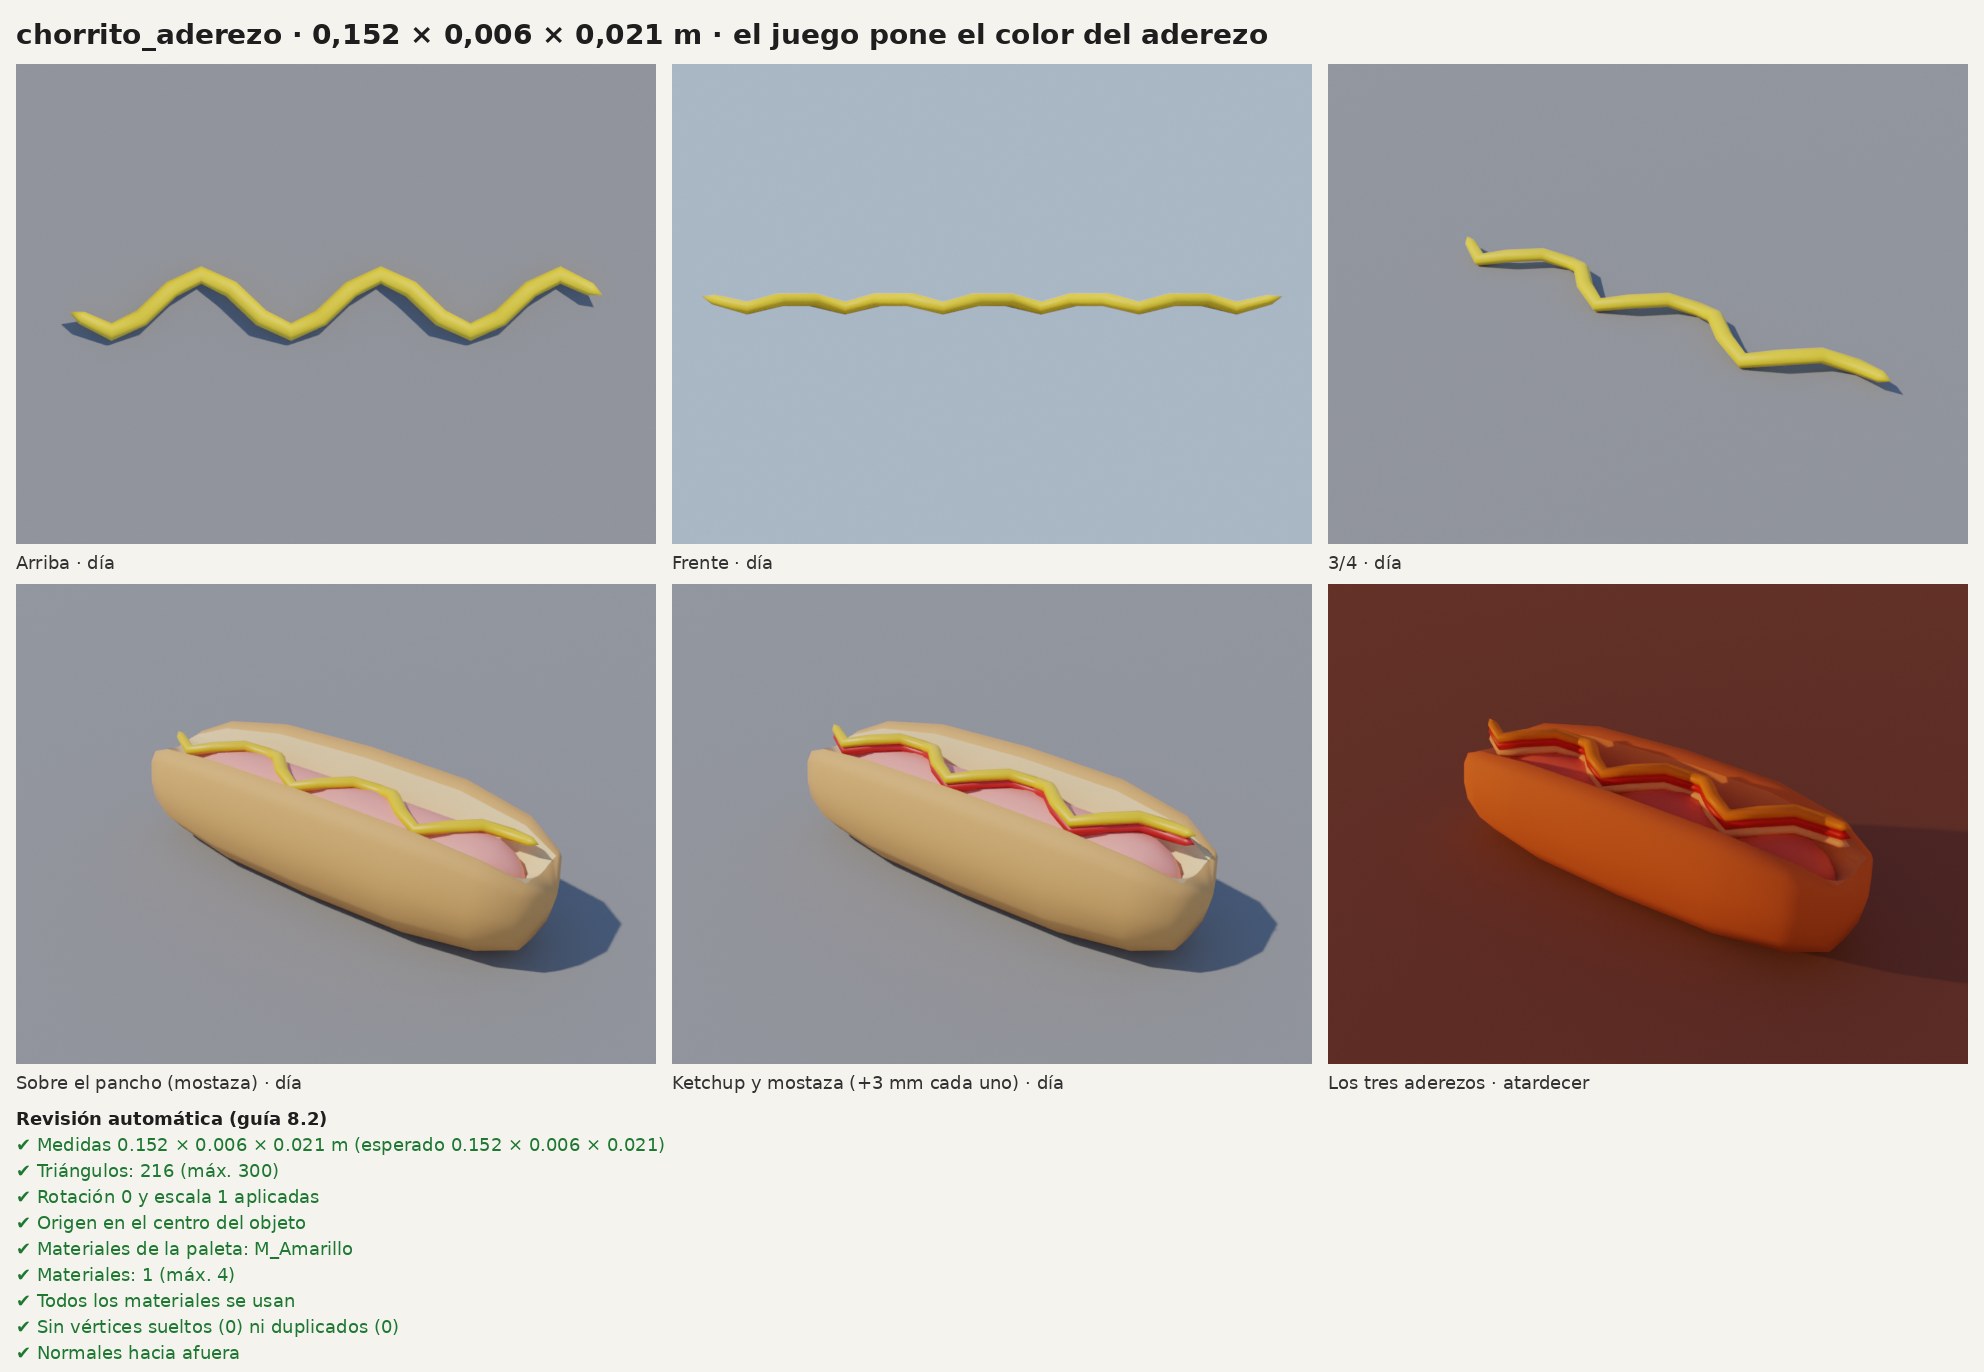 chorrito_aderezo · 0,152 × 0,006 × 0,021 m · el juego pone el color del aderezo
Arriba · día
Frente · día
3/4 · día
Sobre el pancho (mostaza) · día
Ketchup y mostaza (+3 mm cada uno) · día
Los tres aderezos · atardecer
Revisión automática (guía 8.2)
✔ Medidas 0.152 × 0.006 × 0.021 m (esperado 0.152 × 0.006 × 0.021)
✔ Triángulos: 216 (máx. 300)
✔ Rotación 0 y escala 1 aplicadas
✔ Origen en el centro del objeto
✔ Materiales de la paleta: M_Amarillo
✔ Materiales: 1 (máx. 4)
✔ Todos los materiales se usan
✔ Sin vértices sueltos (0) ni duplicados (0)
✔ Normales hacia afuera